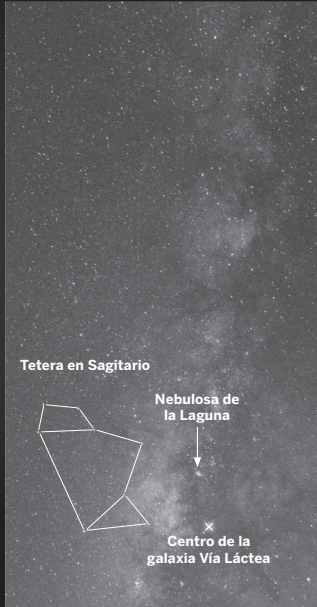 Tetera en Sagitario
Nebulosa de
la Laguna
Centro de la
galaxia Vía Láctea